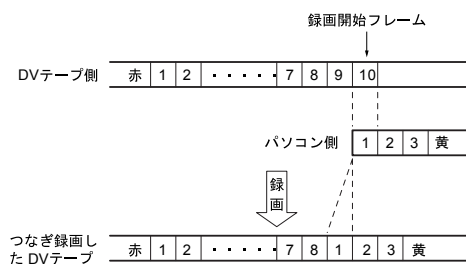 録画開始フレーム
DVテープ側 赤 1 2 ・・・・・ 7 8 9 10
パソコン側 1 2 3 黄
録画
つなぎ録画し
た DVテープ 赤 1 2 ・・・・・ 7 8 1 2 3 黄